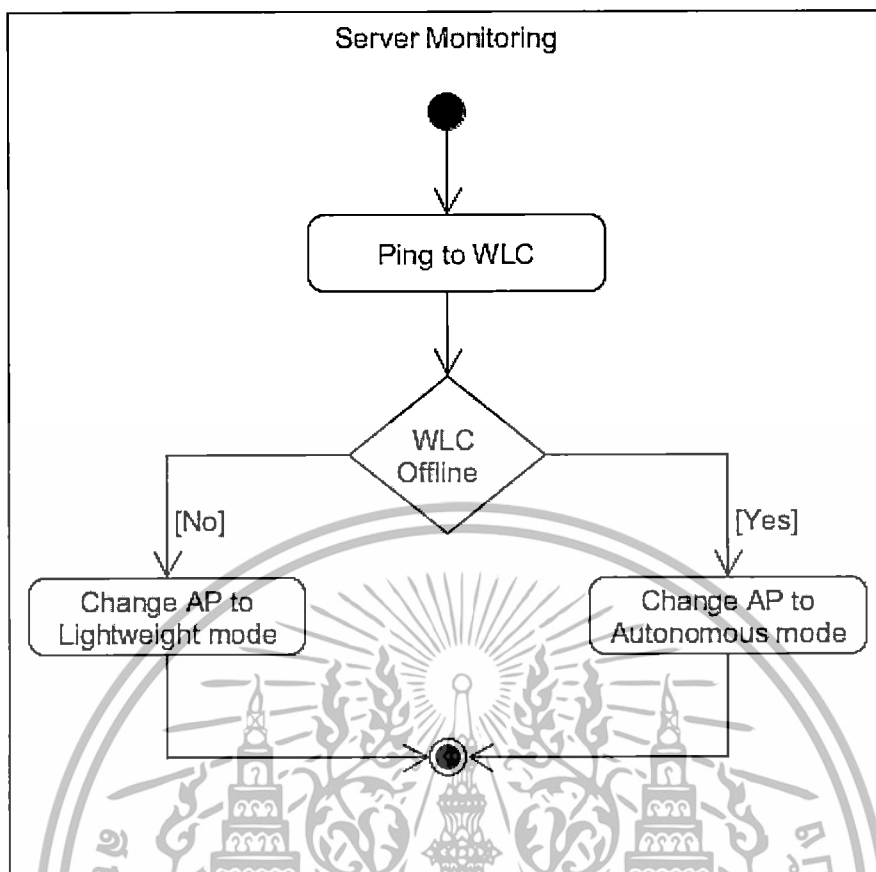 Server Monitoring
Ping to WLC
WLC
Offline
[No]
[Yes]
Change AP to
Lightweight mode
Change AP to
Autonomous mode